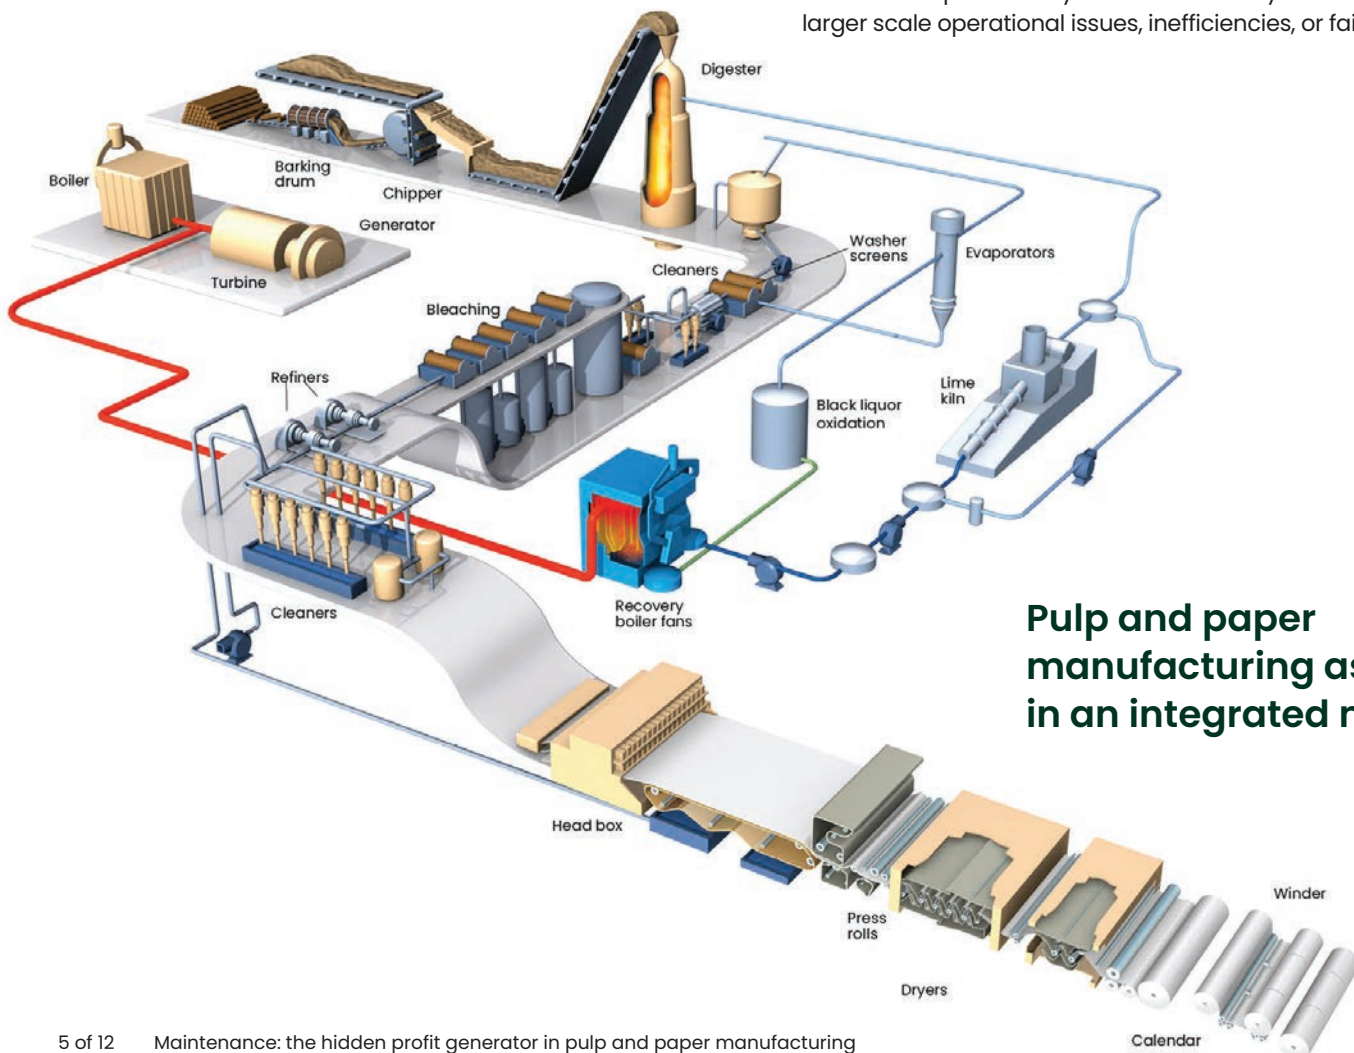 larger scale operational issues, inefficiencies, or fai
Digester
Boiler
Barking
drum
Chipper
Generator
Turbine
Washer
screens
Cleaners
Evaporators
Bleaching
Refiners
Lime
kiln
Black liquor
oxidation
Cleaners
Recovery
boiler fans
Pulp and paper
manufacturing as
in an integrated m
Head box
Press
rolls
Winder
Dryers
Calendar
5 of 12 Maintenance: the hidden profit generator in pulp and paper manufacturing